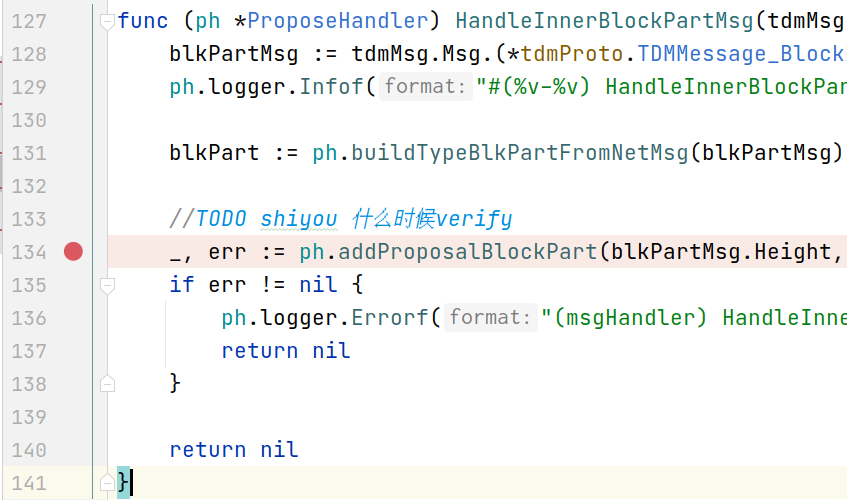 127 func (ph *ProposeHandler) HandleInnerBlockPartMsg(tdmMsg
128 blkPartMsg := tdmMsg.Msg.(*tdmProto.TDMMessage_Block
129 ph.logger.Infof( format: "#(%v-%v) HandleInnerBlockPar
130
131 blkPart := ph.buildTypeBlkPartFromNetMsg(blkPartMsg)
132
133 //TODO shiyou 什么时候verify
134 _, err := ph.addProposalBlockPart(blkPartMsg.Height,
135 if err != nil {
136 ph.logger.Errorf( format: "(msgHandler) HandleInne
137 return nil
138 }
139
140 return nil
141 }